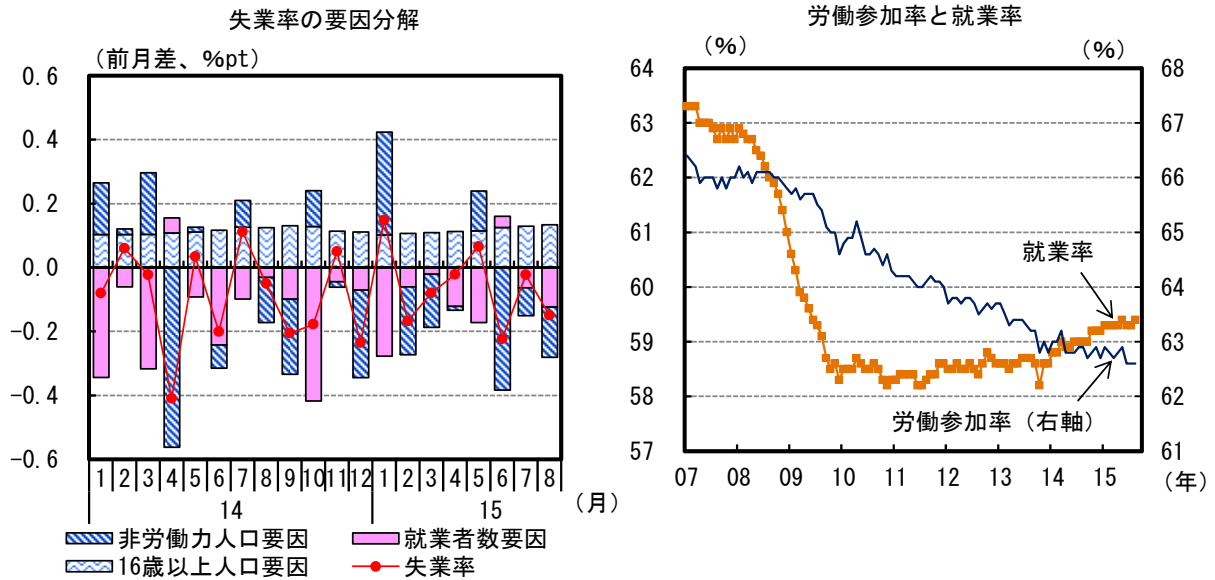 失業率の要因分解
(前月差、%pt)
0.6
0.4
0.2
0.0
-0.2
-0.4
-0.6
1 2 3 4 5 6 7 8 9 10 11 12 1 2 3 4 5 6 7 8
14 15 (月)
非労働力人口要因 就業者数要因
16歳以上人口要因 失業率
労働参加率と就業率
(%) (%)
64 68
63 67
62 66
61 65
60 64
59 63
58 62
57 61
就業率
労働参加率(右軸)
07 08 09 10 11 12 13 14 15 (年)